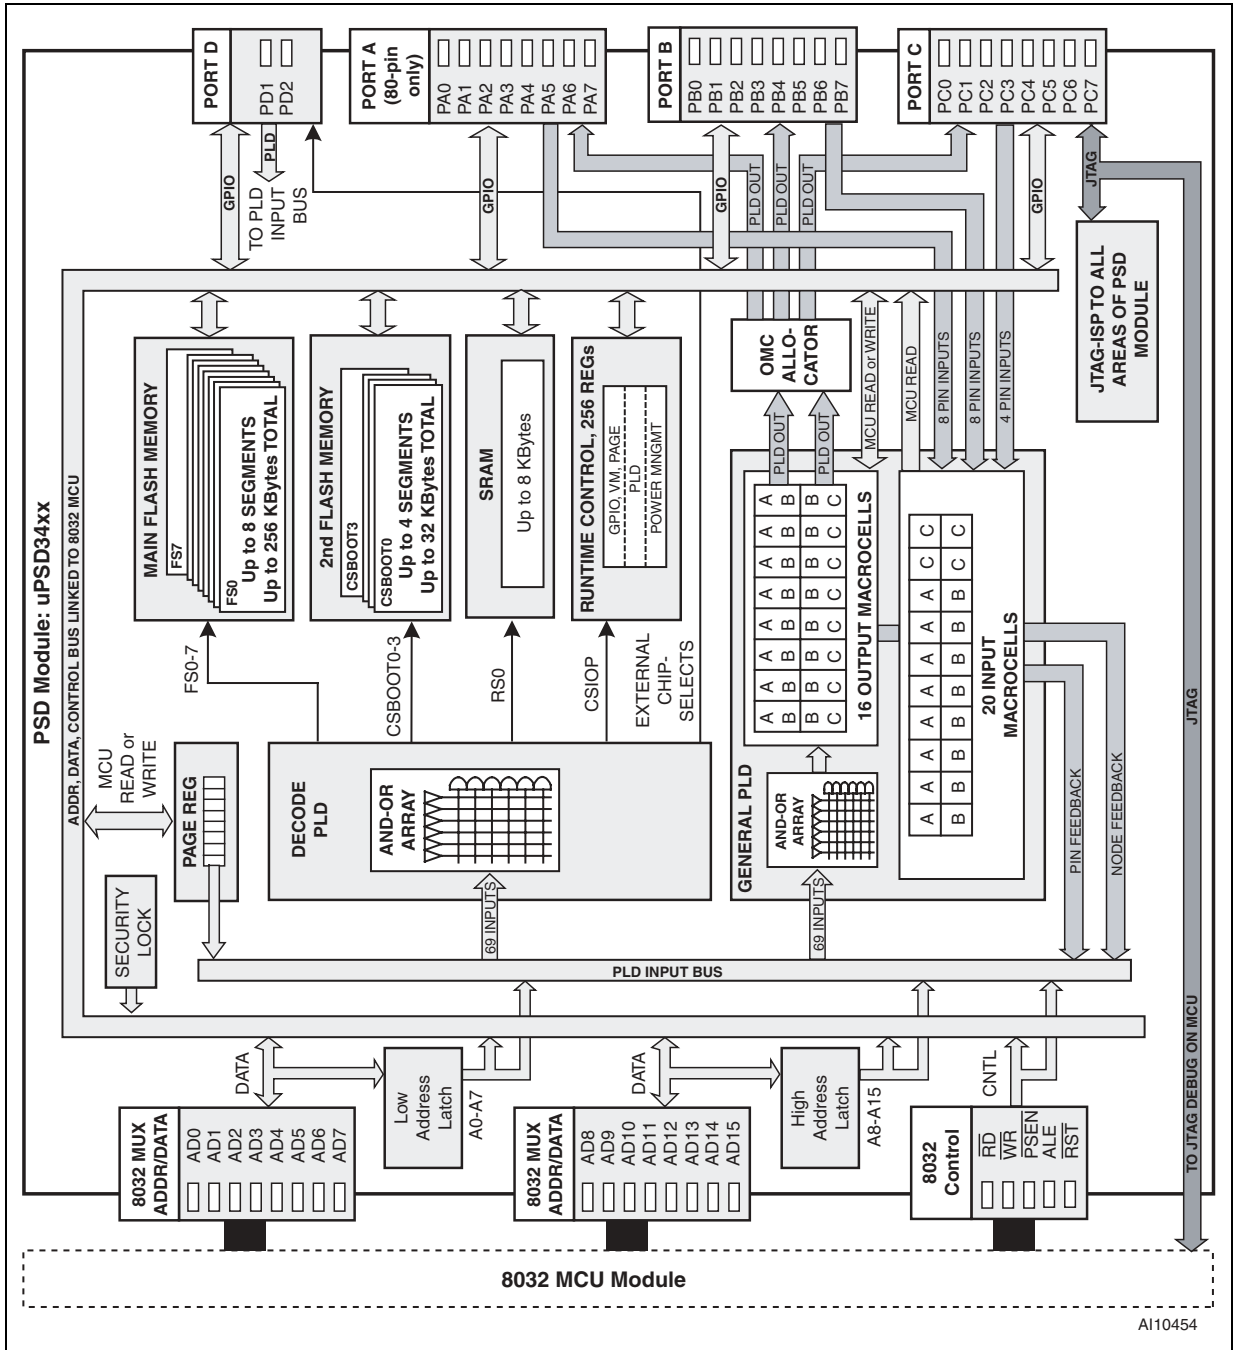 PSD Module: uPSD34xx
ADDR, DATA, CONTROL BUS LINKED TO 8032 MCU
PORT D
PD1
PD2
PORT A
(80-pin
only)
PA0
PA1
PA2
PA3
PA4
PA5
PA6
PA7
PORT B
PB0
PB1
PB2
PB3
PB4
PB5
PB6
PB7
PORT C
PC0
PC1
PC2
PC3
PC4
PC5
PC6
PC7
GPIO
PLD
TO PLD
INPUT
BUS
GPIO
GPIO
PLD OUT
PLD OUT
PLD OUT
GPIO
JTAG
JTAG-ISP TO ALL
AREAS OF PSD
MODULE
MAIN FLASH MEMORY
FS7
FS0
Up to 8 SEGMENTS
Up to 256 KBytes TOTAL
2nd FLASH MEMORY
CSBOOT3
CSBOOT0
Up to 4 SEGMENTS
Up to 32 KBytes TOTAL
SRAM
Up to 8 KBytes
RUNTIME CONTROL, 256 REGs
GPIO, VM, PAGE
PLD
POWER MNGMT
OMC
ALLO-
CATOR
PLD OUT
PLD OUT
MCU READ or WRITE
MCU READ
8 PIN INPUTS
8 PIN INPUTS
4 PIN INPUTS
FS0-7
CSBOOT0-3
RS0
CSIOP
EXTERNAL
CHIP-
SELECTS
A A A A A A A A
B B B B B B B B
B B B B B B B B
C C C C C C C C
16 OUTPUT MACROCELLS
A A A A A A A A C C
B B B B B B B B C C
20 INPUT
MACROCELLS
MCU
READ or
WRITE
PAGE REG
DECODE
PLD
AND-OR
ARRAY
GENERAL PLD
AND-OR
ARRAY
PIN FEEDBACK
NODE FEEDBACK
JTAG
SECURITY
LOCK
69 INPUTS
69 INPUTS
PLD INPUT BUS
DATA
Low
Address
Latch
A0-A7
DATA
High
Address
Latch
A8-A15
CNTL
TO JTAG DEBUG ON MCU
8032 MUX
ADDR/DATA
AD0
AD1
AD2
AD3
AD4
AD5
AD6
AD7
8032 MUX
ADDR/DATA
AD8
AD9
AD10
AD11
AD12
AD13
AD14
AD15
8032
Control
RD
WR
PSEN
ALE
RST
8032 MCU Module
AI10454